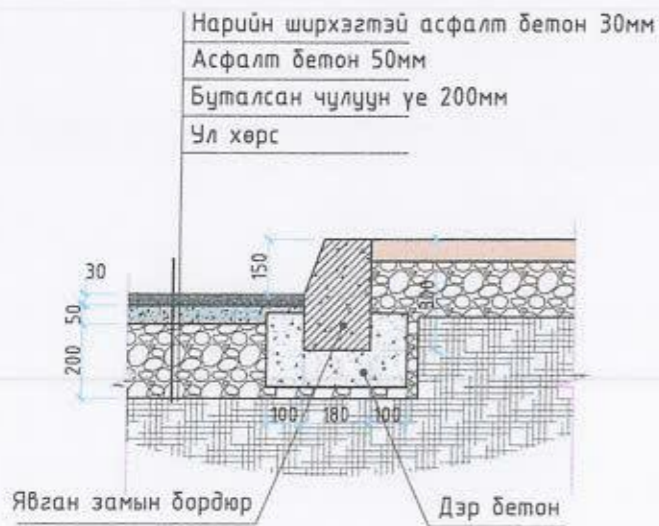 Нарийн ширхэгтэй асфалт бетон 30мм
Асфалт бетон 50мм
Буталсан чулуун үе 200мм
Ул хөрс
30
50
200
150
300
100
180
100
Явган замын бордюр
Дэр бетон